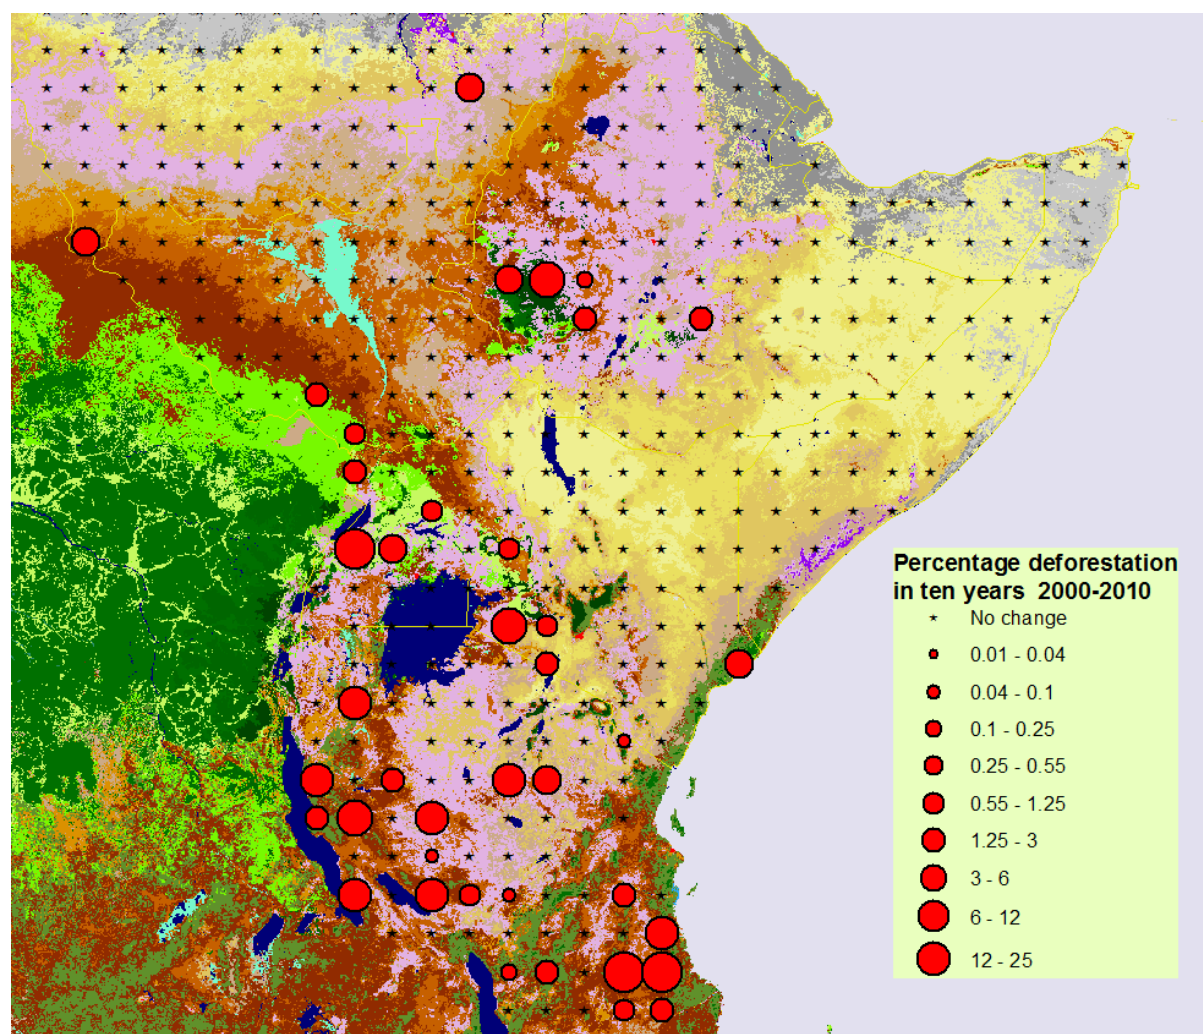 Percentage deforestation
in ten years 2000-2010
No change
0.01 - 0.04
0.04 - 0.1
0.1 - 0.25
0.25 - 0.55
0.55 - 1.25
1.25 - 3
3 - 6
6 - 12
12 - 25